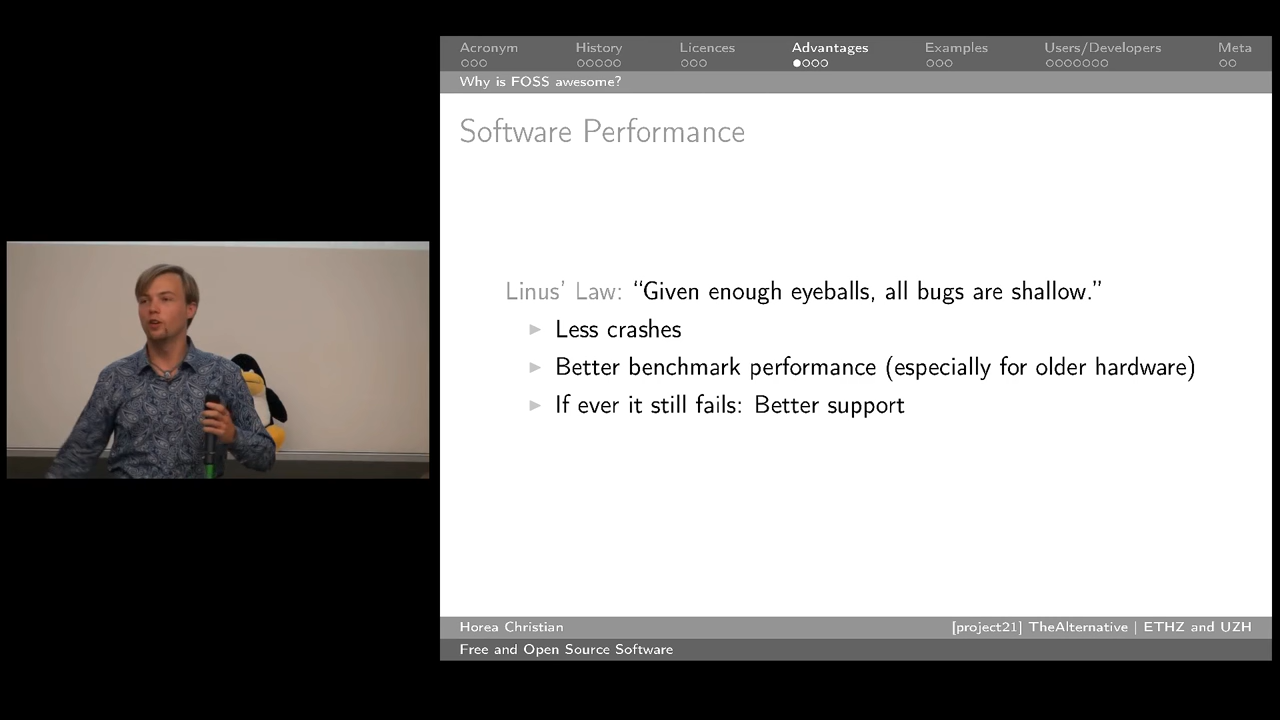 Acronym History Licences Advantages Examples Users/Developers Meta
Why is FOSS awesome?
Software Performance
Linus' Law: “Given enough eyeballs, all bugs are shallow.”
Less crashes
Better benchmark performance (especially for older hardware)
If ever it still fails: Better support
Horea Christian [project21] TheAlternative | ETHZ and UZH
Free and Open Source Software